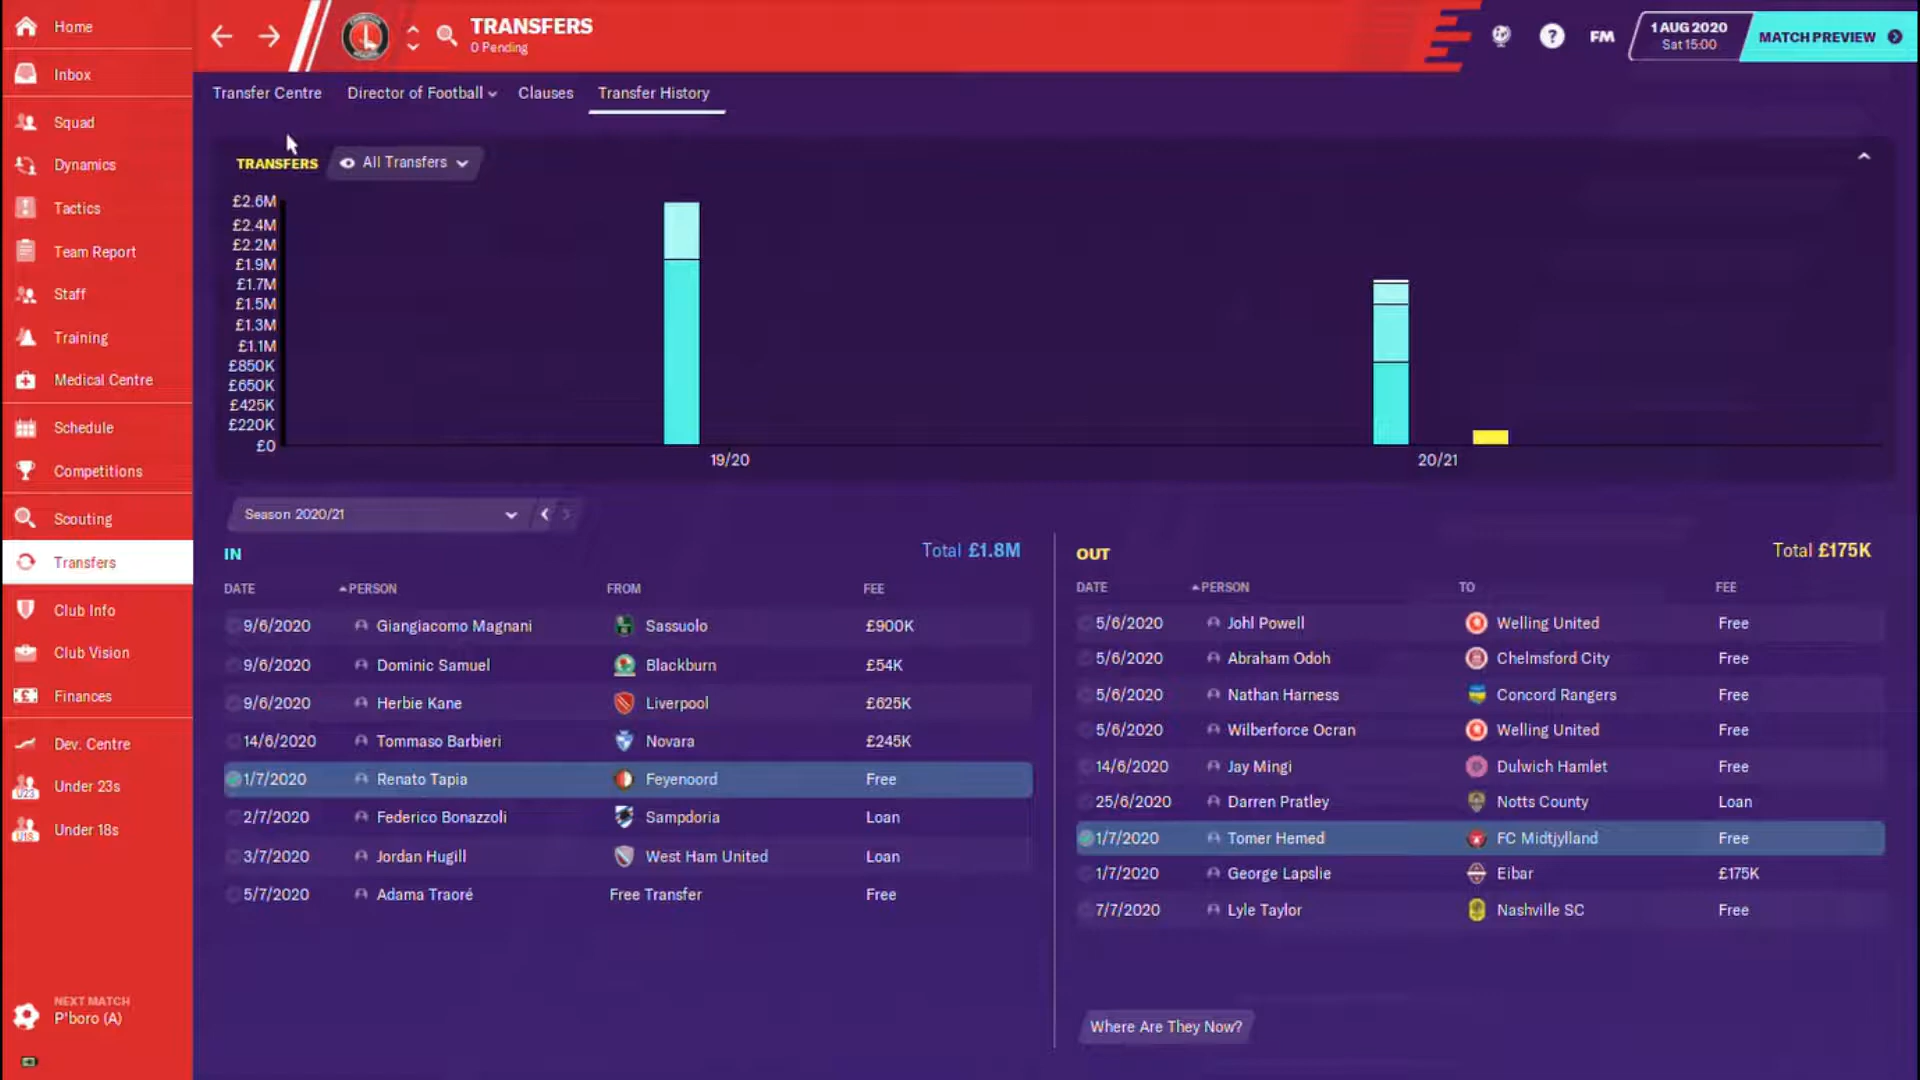 Home
Inbox
Squad
Dynamics
Tactics
Team Report
Staff
Training
Medical Centre
Schedule
Competitions
Scouting
Transfers
Club Info
Club Vision
Finances
Dev. Centre
U23 Under 23s
U18 Under 18s
NEXT MATCH
P'boro (A)
TRANSFERS
0 Pending
? FM
1 AUG 2020
Sat 15:00
MATCH PREVIEW
Transfer Centre Director of Football Clauses Transfer History
TRANSFERS All Transfers
£2.6M
£2.4M
£2.2M
£1.9M
£1.7M
£1.5M
£1.3M
£1.1M
£850K
£650K
£425K
£220K
£0
19/20 20/21
Season 2020/21
IN Total £1.8M
DATE PERSON FROM FEE
9/6/2020 Giangiacomo Magnani Sassuolo £900K
9/6/2020 Dominic Samuel Blackburn £54K
9/6/2020 Herbie Kane Liverpool £625K
14/6/2020 Tommaso Barbieri Novara £245K
1/7/2020 Renato Tapia Feyenoord Free
2/7/2020 Federico Bonazzoli Sampdoria Loan
3/7/2020 Jordan Hugill West Ham United Loan
5/7/2020 Adama Traoré Free Transfer Free
OUT Total £175K
DATE PERSON TO FEE
5/6/2020 Johl Powell Welling United Free
5/6/2020 Abraham Odoh Chelmsford City Free
5/6/2020 Nathan Harness Concord Rangers Free
5/6/2020 Wilberforce Ocran Welling United Free
14/6/2020 Jay Mingi Dulwich Hamlet Free
25/6/2020 Darren Pratley Notts County Loan
1/7/2020 Tomer Hemed FC Midtjylland Free
1/7/2020 George Lapslie Eibar £175K
7/7/2020 Lyle Taylor Nashville SC Free
Where Are They Now?